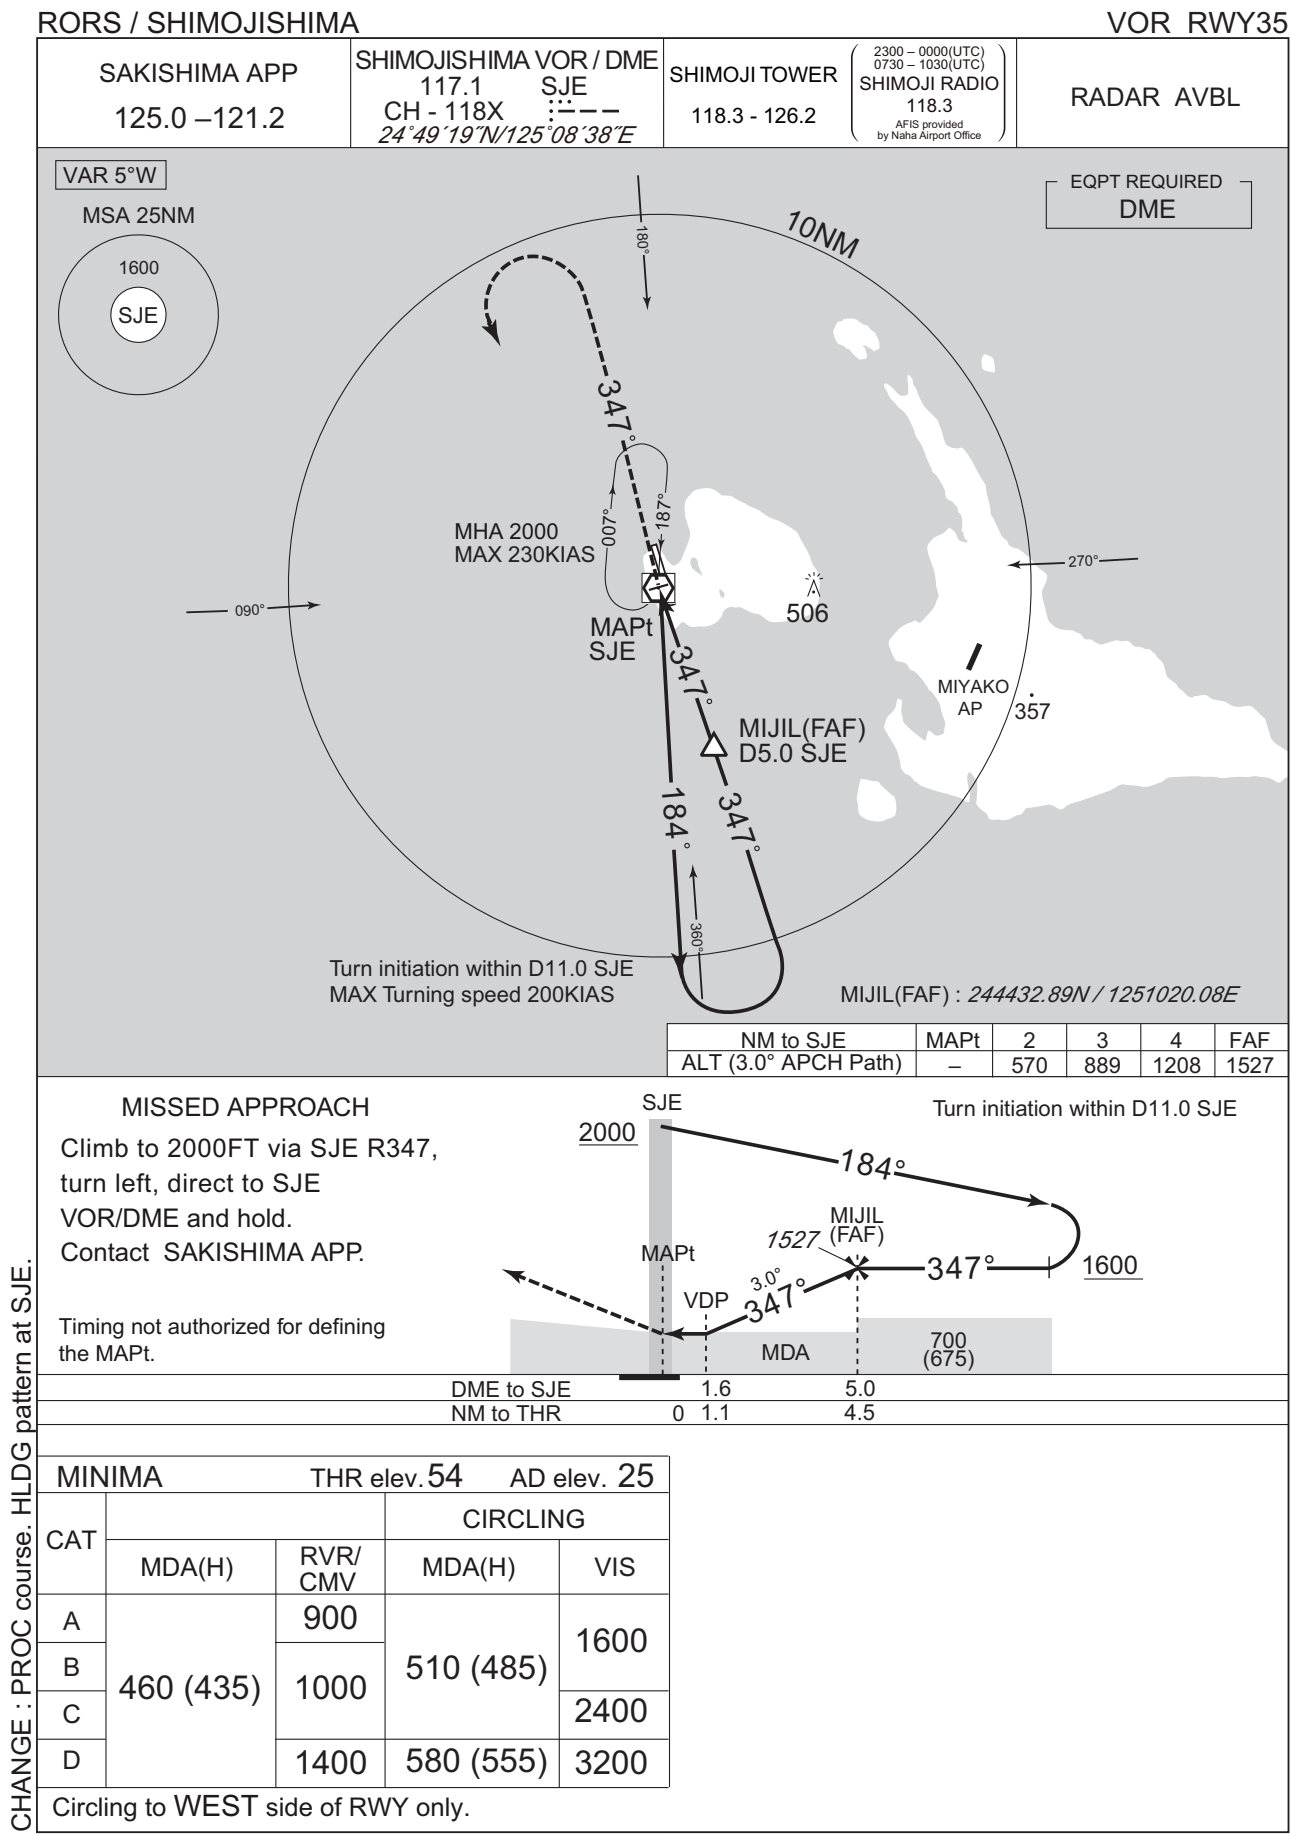 RORS / SHIMOJISHIMA
VOR RWY35
SAKISHIMA APP
125.0 –121.2
SHIMOJISHIMA VOR / DME
117.1 SJE
CH - 118X
24°49´19˝N/125°08´38˝E
SHIMOJI TOWER
118.3 - 126.2
2300 – 0000(UTC)
0730 – 1030(UTC)
SHIMOJI RADIO
118.3
AFIS provided
by Naha Airport Office
RADAR AVBL
VAR 5°W
MSA 25NM
1600
SJE
EQPT REQUIRED
DME
10NM
180°
347°
007°
187°
MHA 2000
MAX 230KIAS
090°
270°
506
MAPt
SJE
347°
MIYAKO
AP
357
MIJIL(FAF)
D5.0 SJE
184°
347°
360°
Turn initiation within D11.0 SJE
MAX Turning speed 200KIAS
MIJIL(FAF) : 244432.89N / 1251020.08E
NM to SJE MAPt 2 3 4 FAF
ALT (3.0° APCH Path) – 570 889 1208 1527
MISSED APPROACH
Climb to 2000FT via SJE R347,
turn left, direct to SJE
VOR/DME and hold.
Contact SAKISHIMA APP.
Timing not authorized for defining
the MAPt.
SJE
Turn initiation within D11.0 SJE
2000
184°
MIJIL
(FAF)
1527
MAPt
347°
1600
3.0°
347°
VDP
MDA
700
(675)
DME to SJE 1.6 5.0
NM to THR 0 1.1 4.5
MINIMA THR elev. 54 AD elev. 25
CAT
CIRCLING
MDA(H)
RVR/
CMV
MDA(H)
VIS
A
900
1600
B
460 (435)
1000
510 (485)
C
2400
D
1400
580 (555)
3200
Circling to WEST side of RWY only.
CHANGE : PROC course. HLDG pattern at SJE.